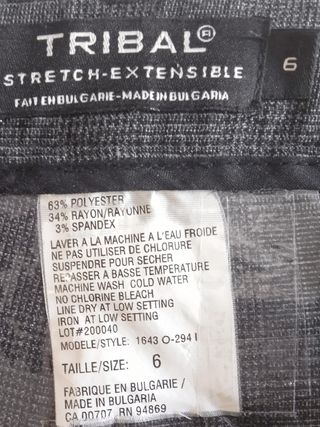 TRIBAL®
STRETCH-EXTENSIBLE
6
FAIT EN BULGARIE-MADE IN BULGARIA
63% POLYESTER
34% RAYON/RAYONNE
3% SPANDEX
LAVER A LA MACHINE A L'EAU FROIDE
NE PAS UTILISER DE CHLORURE
SUSPENDRE POUR SECHER
REPASSER A BASSE TEMPERATURE
MACHINE WASH COLD WATER
NO CHLORINE BLEACH
LINE DRY AT LOW SETTING
IRON AT LOW SETTING
LOT#200040
MODELE/STYLE: 1643 O-294 I
TAILLE/SIZE: 6
FABRIQUE EN BULGARIE/
MADE IN BULGARIA
CA 00707 RN 94869